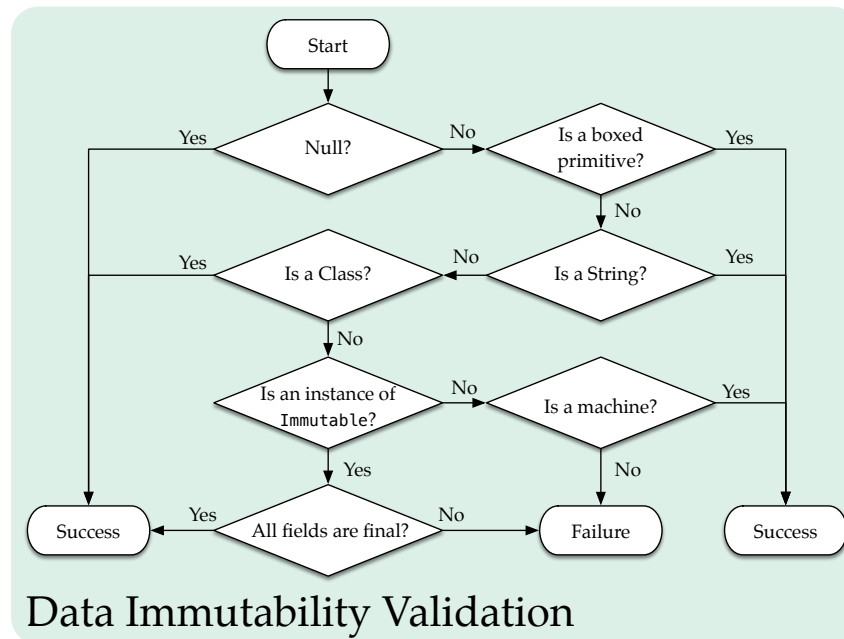 Start
Yes
Null?
No
Is a boxed
primitive?
Yes
No
Yes
Is a Class?
No
Is a String?
Yes
No
Is an instance of
Immutable?
No
Is a machine?
Yes
Yes
No
Success
Yes
All fields are final?
No
Failure
Success
Data Immutability Validation